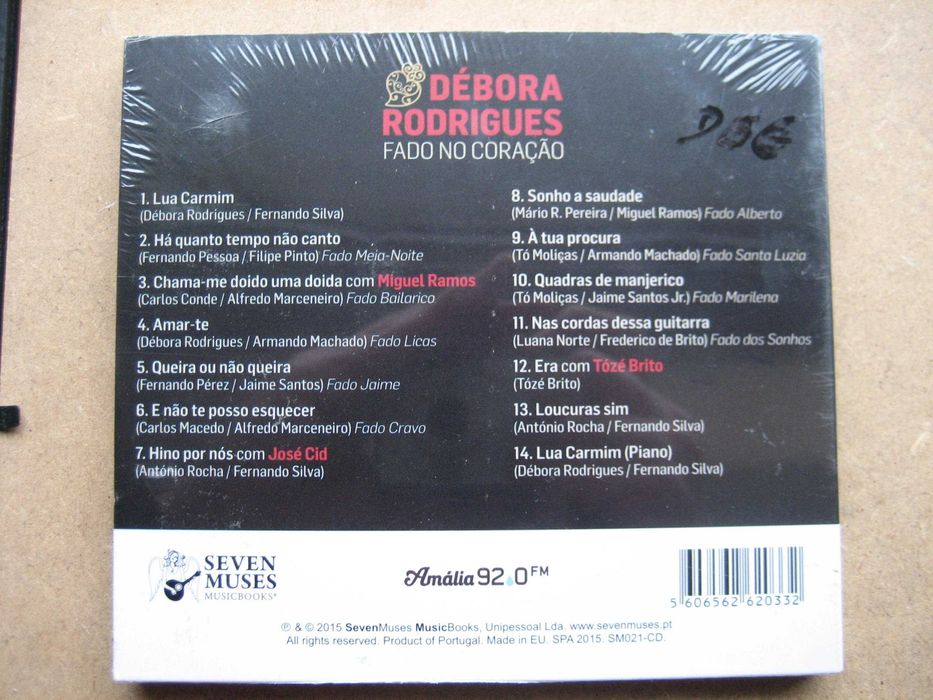 DÉBORA
RODRIGUES
FADO NO CORAÇÃO
1. Lua Carmim
(Débora Rodrigues / Fernando Silva)
2. Há quanto tempo não canto
(Fernando Pessoa / Filipe Pinto) Fado Meia-Noite
3. Chama-me doido uma doida com Miguel Ramos
(Carlos Conde / Alfredo Marceneiro) Fado Bailarico
4. Amar-te
(Débora Rodrigues / Armando Machado) Fado Licas
5. Queira ou não queira
(Fernando Pérez / Jaime Santos) Fado Jaime
6. E não te posso esquecer
(Carlos Macedo / Alfredo Marceneiro) Fado Cravo
7. Hino por nós com José Cid
(António Rocha / Fernando Silva)
8. Sonho a saudade
(Mário R. Pereira / Miguel Ramos) Fado Alberto
9. À tua procura
(Tó Moliças / Armando Machado) Fado Santa Luzia
10. Quadras de manjerico
(Tó Moliças / Jaime Santos Jr.) Fado Marilena
11. Nas cordas dessa guitarra
(Luana Norte / Frederico de Brito) Fado dos Sonhos
12. Era com Tózé Brito
(Tózé Brito)
13. Loucuras sim
(António Rocha / Fernando Silva)
14. Lua Carmim (Piano)
(Débora Rodrigues / Fernando Silva)
SEVEN
MUSES
MUSICBOOKS®
Amália 92.0 FM
5 606562 620332
℗ & © 2015 SevenMuses MusicBooks, Unipessoal Lda. www.sevenmuses.pt
All rights reserved. Product of Portugal. Made in EU. SPA 2015. SM021-CD.